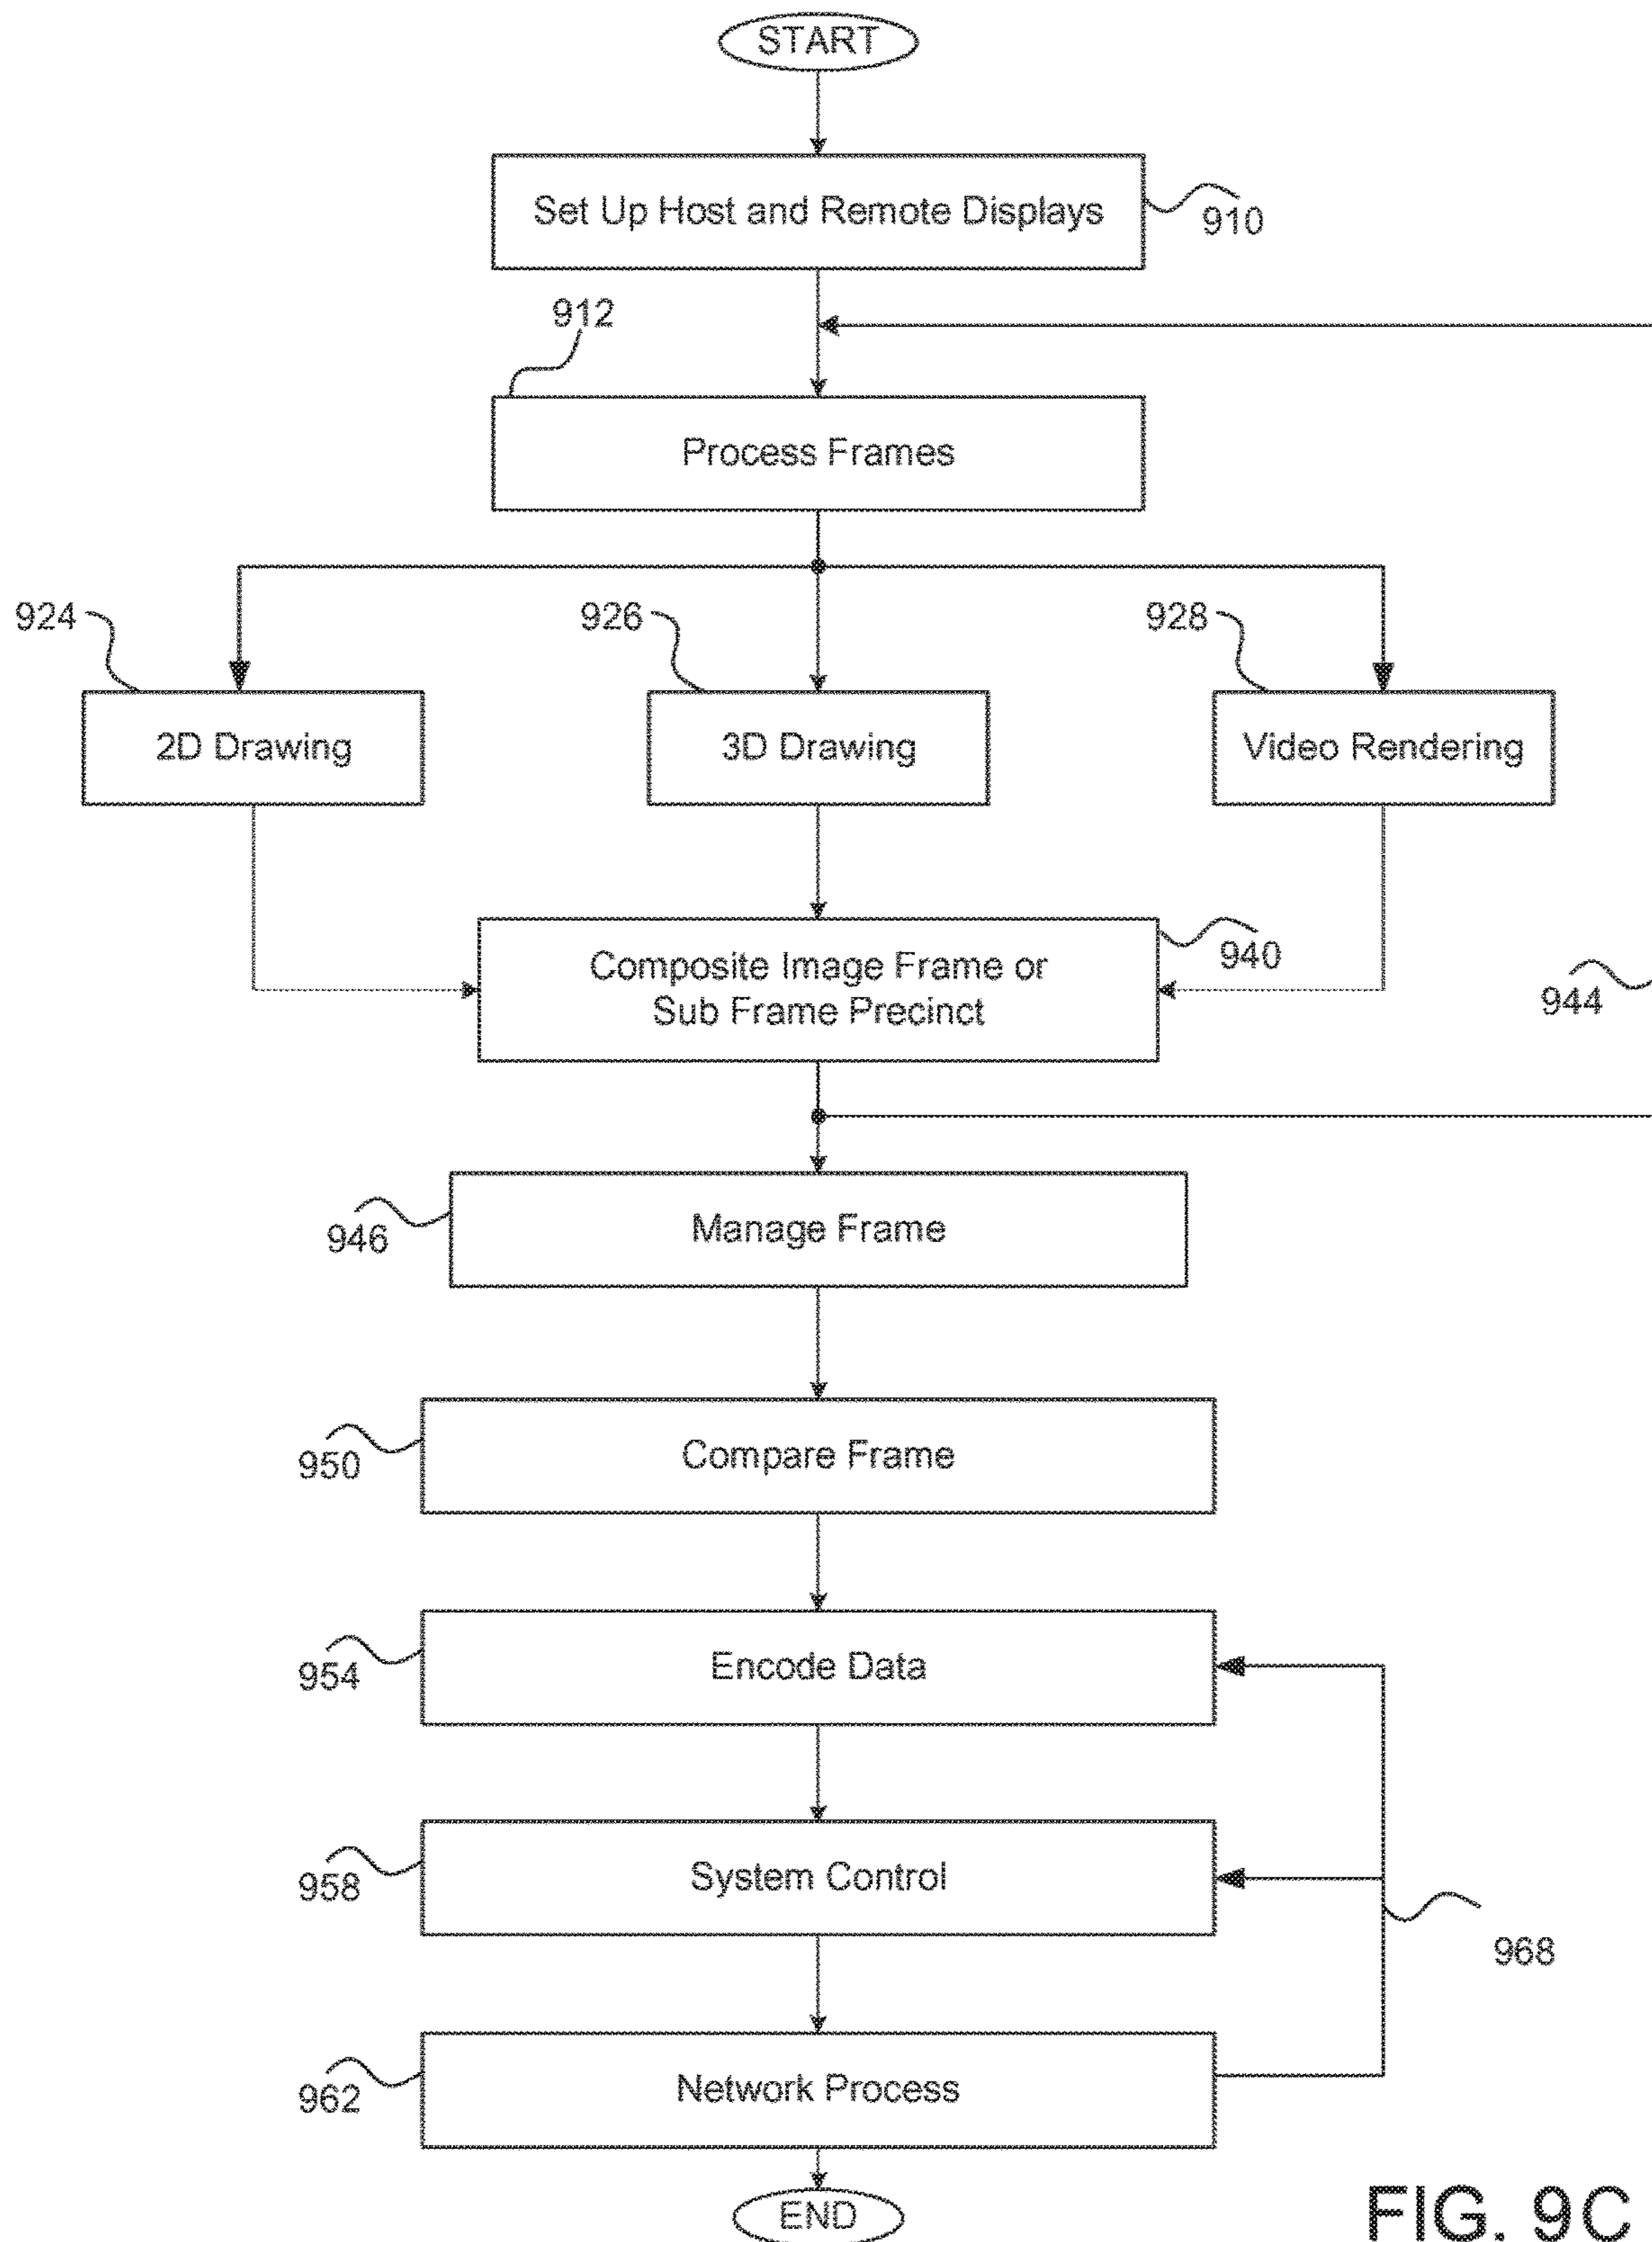 START
Set Up Host and Remote Displays
910
912
Process Frames
924
926
928
2D Drawing
3D Drawing
Video Rendering
940
Composite Image Frame or
Sub Frame Precinct
944
946
Manage Frame
950
Compare Frame
954
Encode Data
958
System Control
968
962
Network Process
END
FIG. 9C